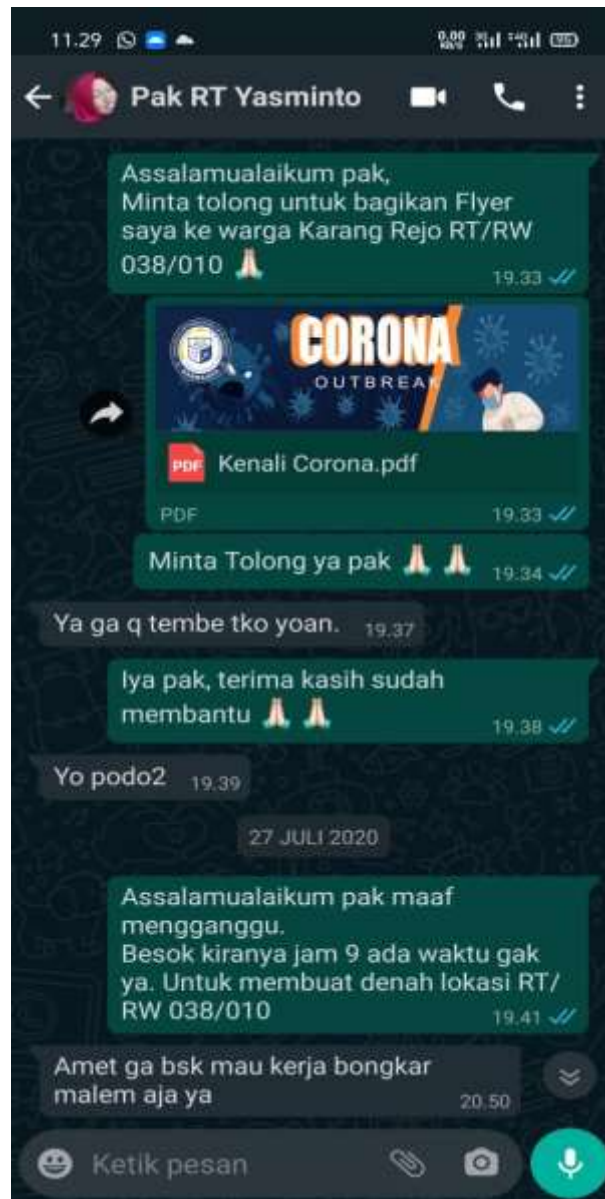 11.29
Pak RT Yasminto
Assalamualaikum pak,
Minta tolong untuk bagikan Flyer
saya ke warga Karang Rejo RT/RW
038/010 🙏🏻
19.33
CORONA
OUTBREAK
PDF Kenali Corona.pdf
PDF 19.33
Minta Tolong ya pak 🙏🏻 🙏🏻 19.34
Ya ga q tembe tko yoan. 19.37
Iya pak, terima kasih sudah
membantu 🙏🏻 🙏🏻
19.38
Yo podo2 19.39
27 JULI 2020
Assalamualaikum pak maaf
mengganggu.
Besok kiranya jam 9 ada waktu gak
ya. Untuk membuat denah lokasi RT/
RW 038/010
19.41
Amet ga bsk mau kerja bongkar
malem aja ya
20.50
Ketik pesan